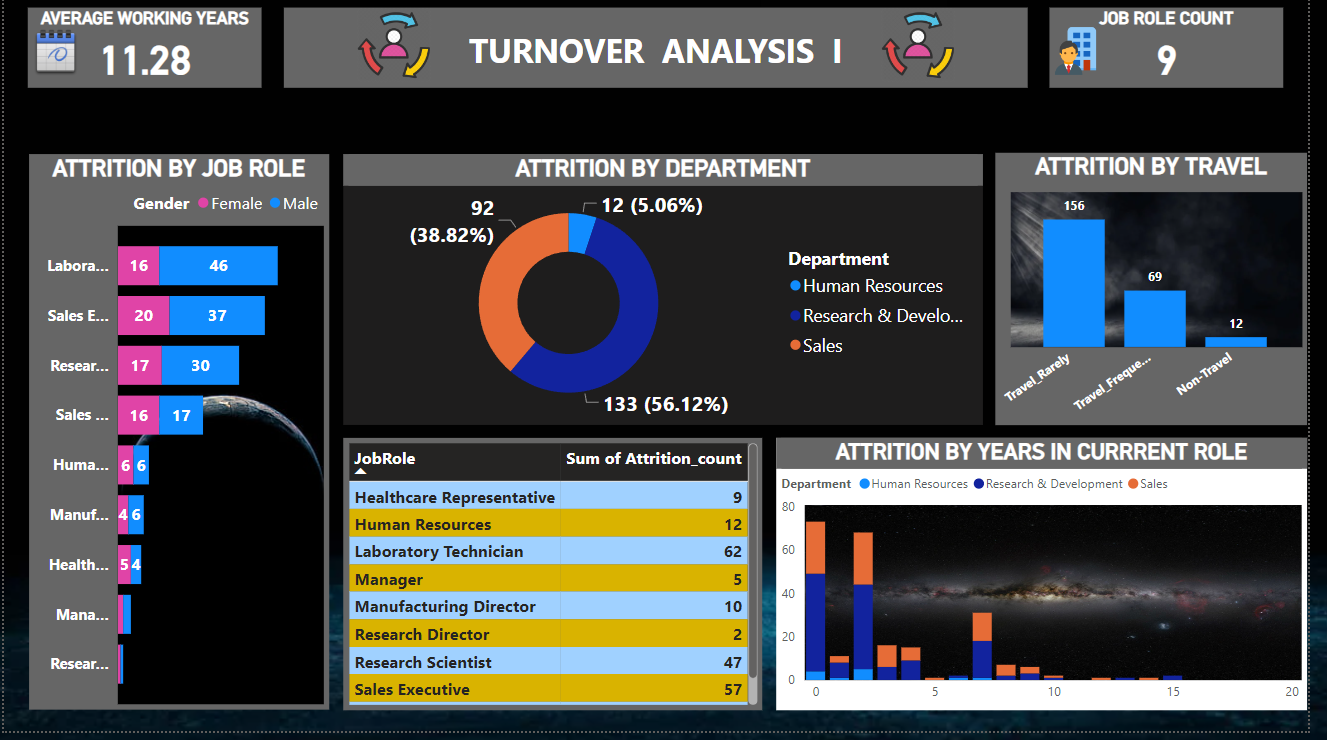 AVERAGE WORKING YEARS
11.28
TURNOVER ANALYSIS I
JOB ROLE COUNT
9
ATTRITION BY JOB ROLE
Gender Female Male
Labora... 16 46
Sales E... 20 37
Resear... 17 30
Sales ... 16 17
Huma... 6 6
Manuf... 4 6
Health... 5 4
Mana...
Resear...
ATTRITION BY DEPARTMENT
92
(38.82%)
12 (5.06%)
133 (56.12%)
Department
Human Resources
Research & Develo...
Sales
ATTRITION BY TRAVEL
156
69
12
Travel_Rarely
Travel_Freque...
Non-Travel
JobRole Sum of Attrition_count
Healthcare Representative 9
Human Resources 12
Laboratory Technician 62
Manager 5
Manufacturing Director 10
Research Director 2
Research Scientist 47
Sales Executive 57
ATTRITION BY YEARS IN CURRRENT ROLE
Department Human Resources Research & Development Sales
80
60
40
20
0
0 5 10 15 20